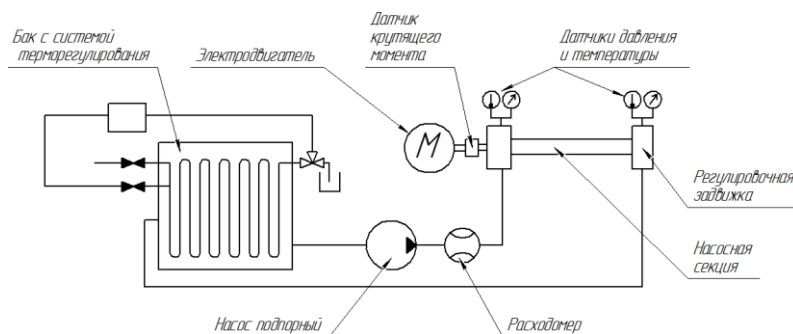 Датчик
крутящего
момента
Датчики давления
и температуры
Бак с системой
терморегулирования
Электродвигатель
М
Регулировочная
задвижка
Насосная
секция
Насос подпорный
Расходомер